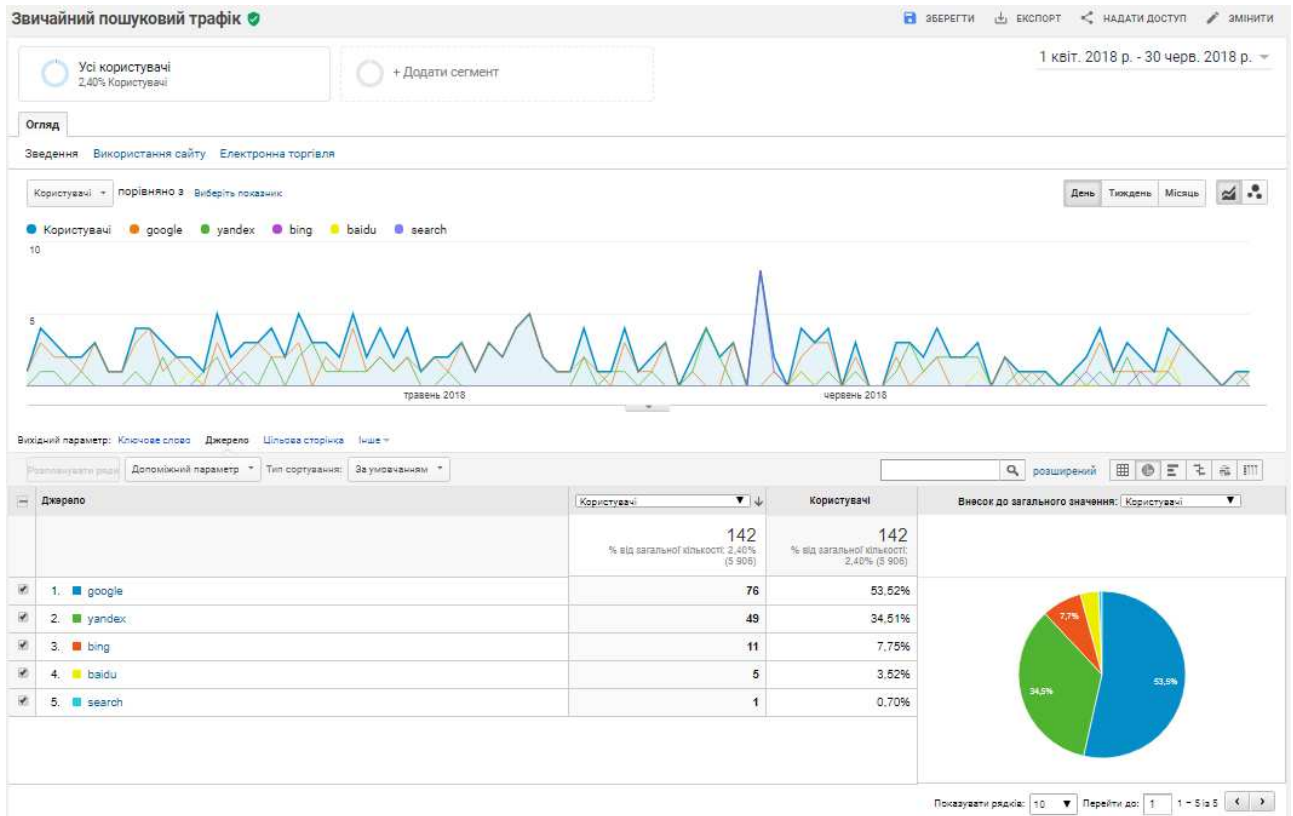 Звичайний пошуковий трафік
ЗБЕРЕГТИ ЕКСПОРТ НАДАТИ ДОСТУП ЗМІНИТИ
Усі користувачі
2,40% Користувачі
+ Додати сегмент
1 квіт. 2018 р. - 30 черв. 2018 р.
Огляд
Зведення Використання сайту Електронна торгівля
Користувачі порівняно з Виберіть показник
День Тиждень Місяць
Користувачі google yandex bing baidu search
10
5
травень 2018 червень 2018
Вихідний параметр: Ключове слово Джерело Цільова сторінка Інше
Допоміжний параметр Тип сортування: За умовчанням
розширений
Джерело Користувачі Користувачі Внесок до загального значення: Користувачі
142 142
% від загальної кількості: 2,40% (5 906) % від загальної кількості: 2,40% (5 906)
1. google 76 53,52%
2. yandex 49 34,51%
3. bing 11 7,75%
4. baidu 5 3,52%
5. search 1 0,70%
7,7%
34,5%
53,5%
Показувати рядків: 10 Перейти до: 1 1 – 5 із 5